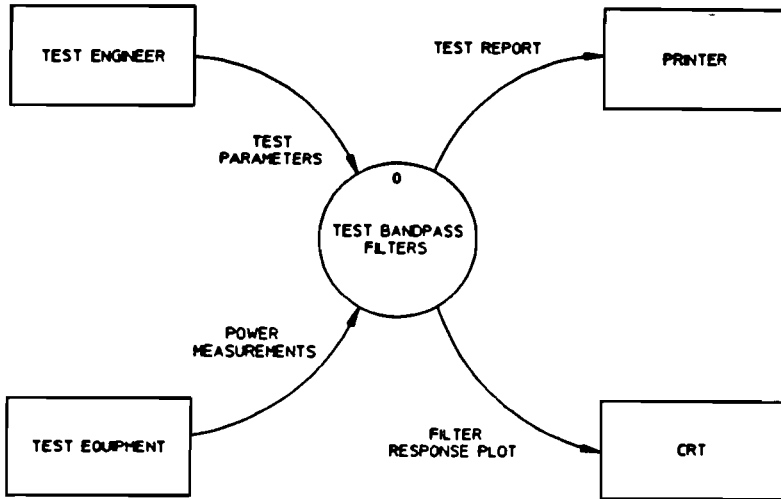 TEST ENGINEER
TEST REPORT
PRINTER
TEST
PARAMETERS
0
TEST BANDPASS
FILTERS
POWER
MEASUREMENTS
TEST EQUIPMENT
FILTER
RESPONSE PLOT
CRT